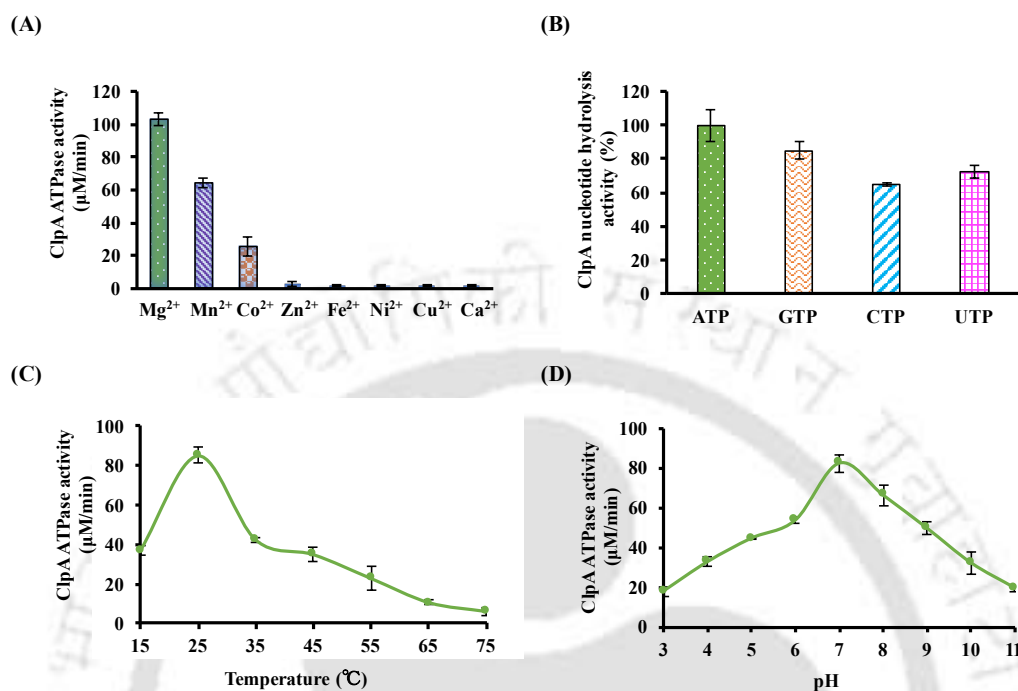 (A)
ClpA ATPase activity
(µM/min)
120
100
80
60
40
20
0
Mg²⁺ Mn²⁺ Co²⁺ Zn²⁺ Fe²⁺ Ni²⁺ Cu²⁺ Ca²⁺
(B)
ClpA nucleotide hydrolysis
activity (%)
120
100
80
60
40
20
0
ATP GTP CTP UTP
(C)
ClpA ATPase activity
(µM/min)
100
80
60
40
20
0
15 25 35 45 55 65 75
Temperature (℃)
(D)
ClpA ATPase activity
(µM/min)
100
80
60
40
20
0
3 4 5 6 7 8 9 10 11
pH